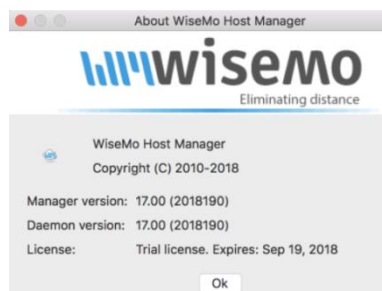 About WiseMo Host Manager
wisemo
Eliminating distance
WiseMo Host Manager
Copyright (C) 2010-2018
Manager version: 17.00 (2018190)
Daemon version: 17.00 (2018190)
License: Trial license. Expires: Sep 19, 2018
Ok